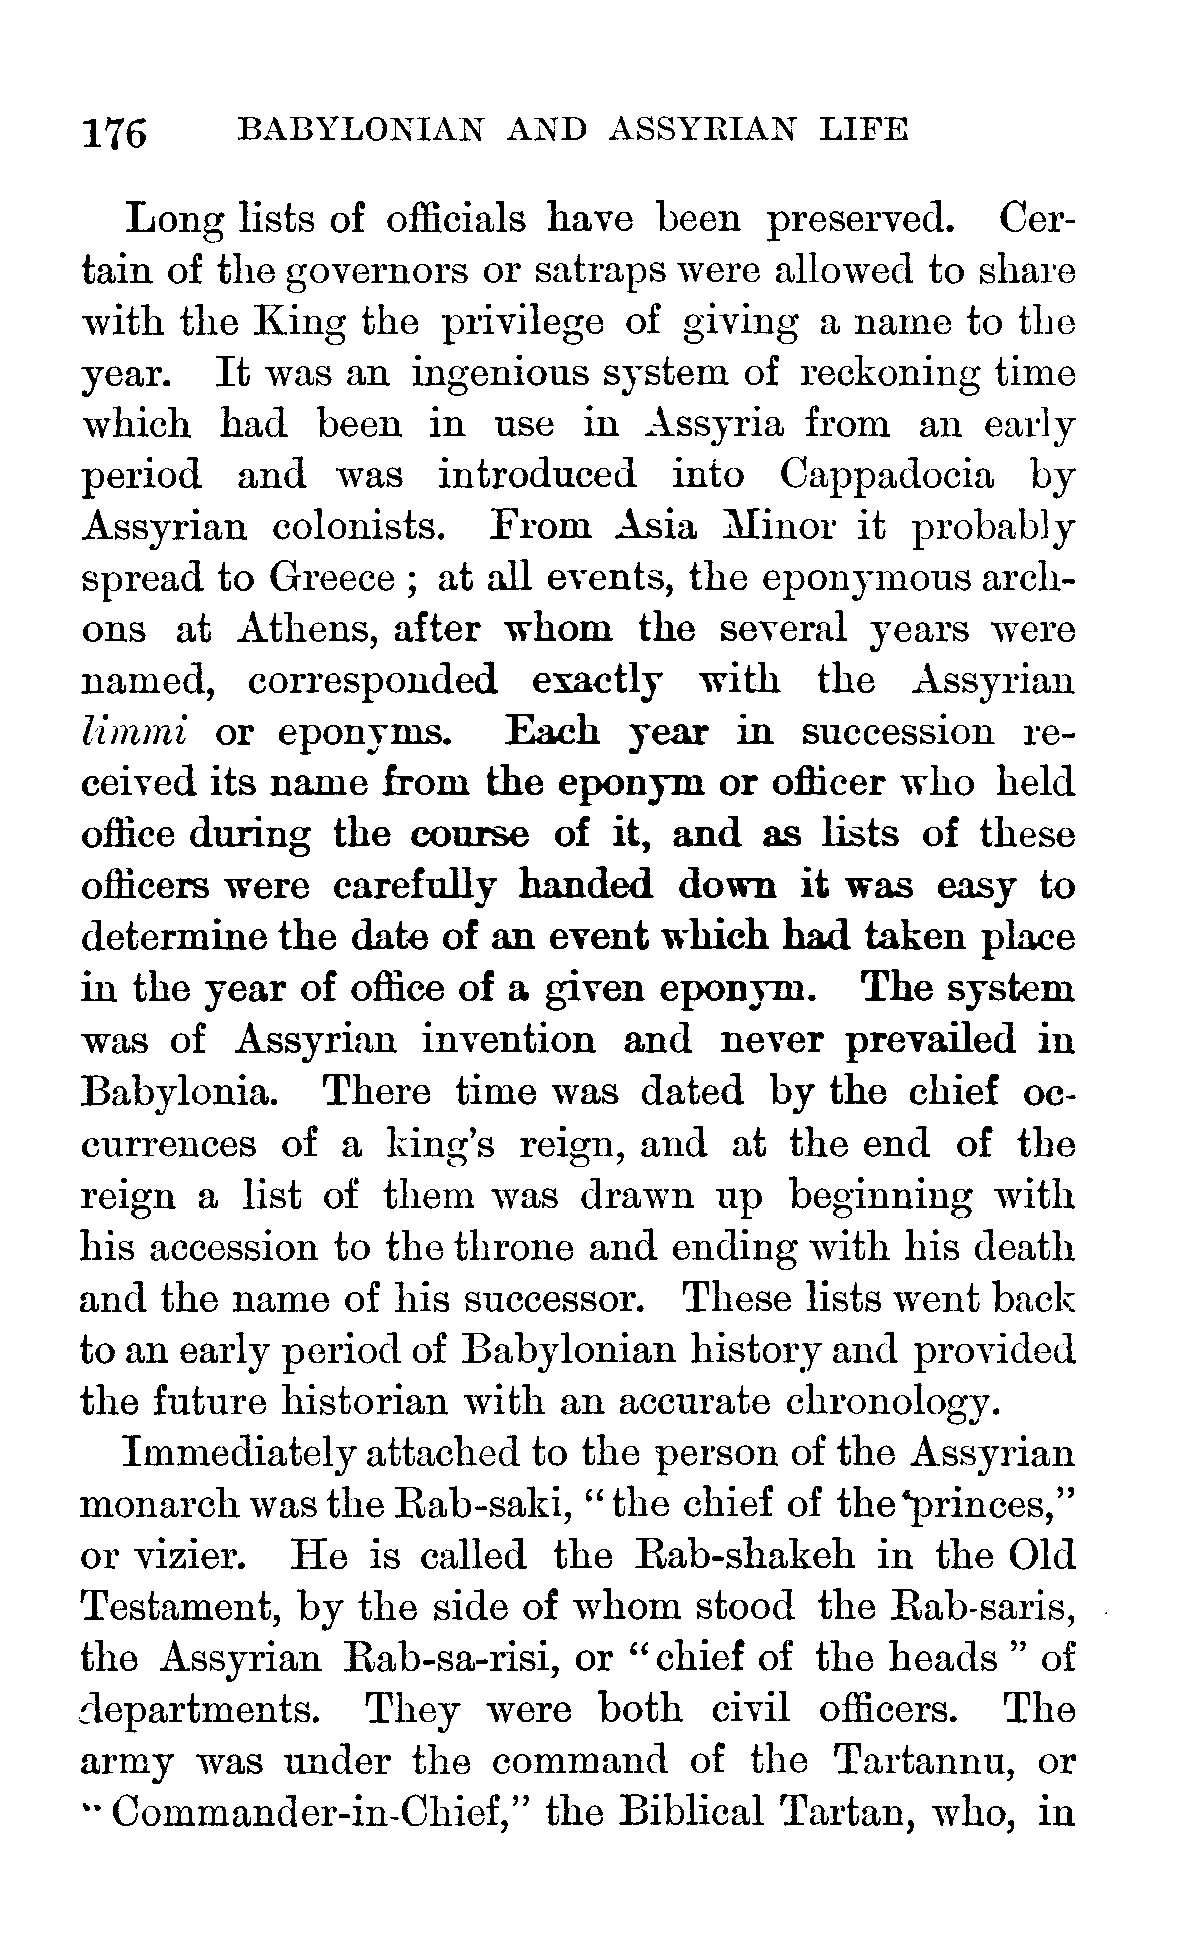 176 BABYLONIAN AND ASSYRIAN LIFE
Long lists of officials have been preserved. Cer-
tain of the governors or satraps were allowed to share
with the King the privilege of giving a name to the
year. It was an ingenious system of reckoning time
which had been in use in Assyria from an early
period and was introduced into Cappadocia by
Assyrian colonists. From Asia Minor it probably
spread to Greece ; at all events, the eponymous arch-
ons at Athens, after whom the several years were
named, corresponded exactly with the Assyrian
limmi or eponyms. Each year in succession re-
ceived its name from the eponym or officer who held
office during the course of it, and as lists of these
officers were carefully handed down it was easy to
determine the date of an event which had taken place
in the year of office of a given eponym. The system
was of Assyrian invention and never prevailed in
Babylonia. There time was dated by the chief oc-
currences of a king's reign, and at the end of the
reign a list of them was drawn up beginning with
his accession to the throne and ending with his death
and the name of his successor. These lists went back
to an early period of Babylonian history and provided
the future historian with an accurate chronology.
Immediately attached to the person of the Assyrian
monarch was the Rab-saki, "the chief of the princes,"
or vizier. He is called the Rab-shakeh in the Old
Testament, by the side of whom stood the Rab-saris,
the Assyrian Rab-sa-risi, or "chief of the heads" of
departments. They were both civil officers. The
army was under the command of the Tartannu, or
"Commander-in-Chief," the Biblical Tartan, who, in